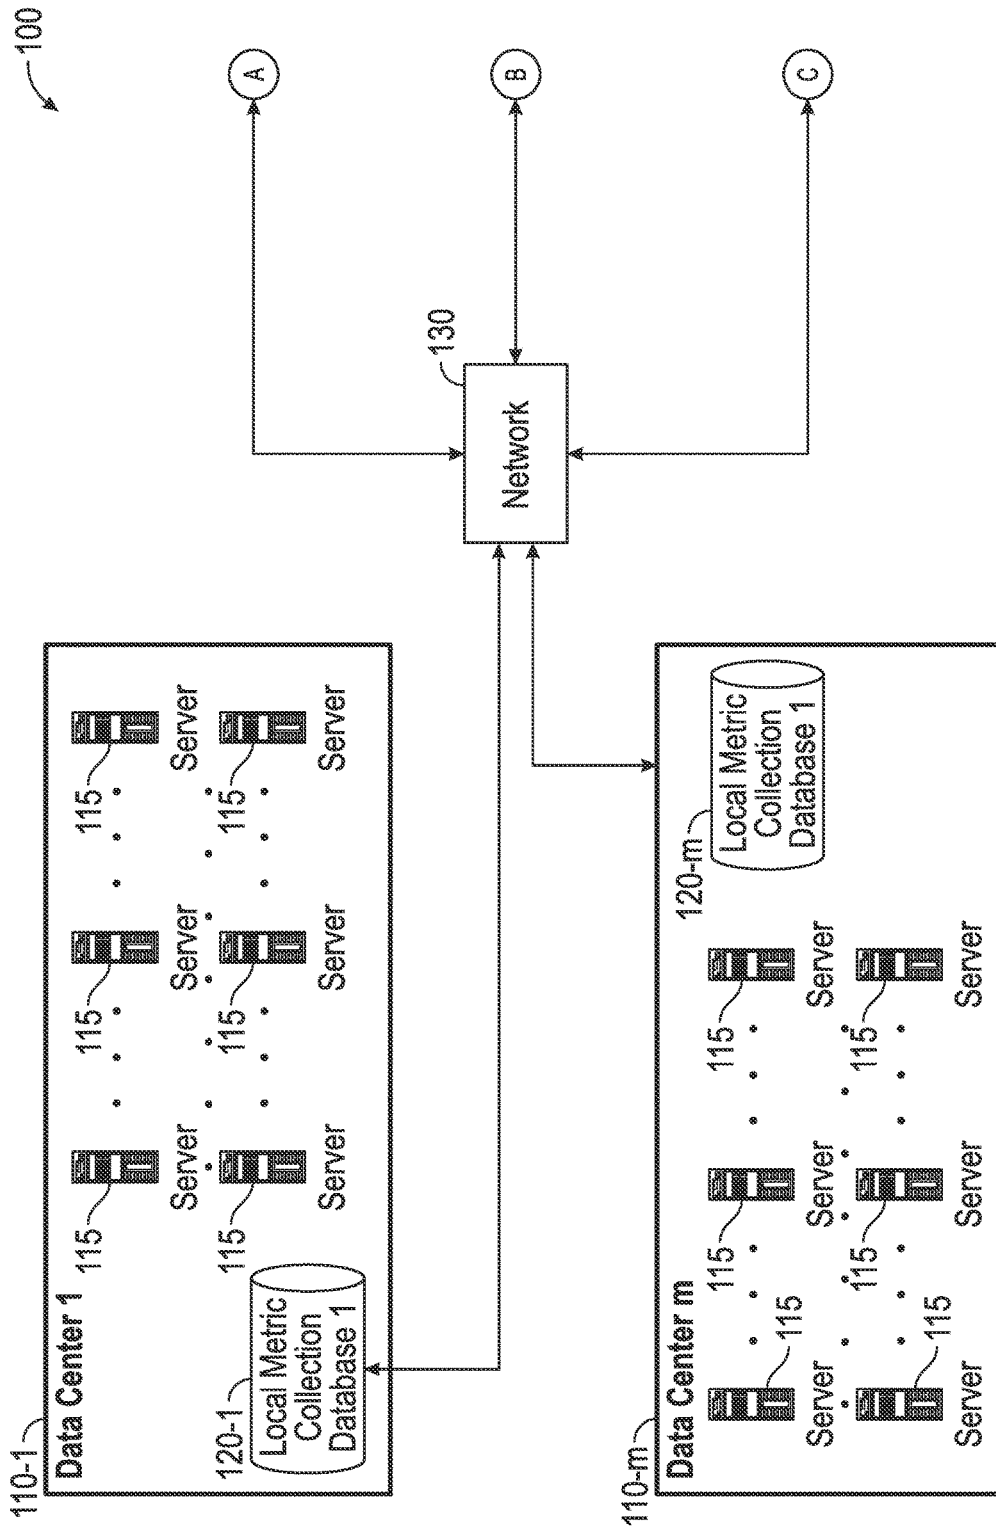 100
110-1
Data Center 1
120-1
Local Metric
Collection
Database 1
115
Server
115
Server
115
Server
115
Server
115
Server
115
Server
130
Network
A
B
C
110-m
Data Center m
115
Server
115
Server
115
Server
115
Server
115
Server
115
Server
120-m
Local Metric
Collection
Database 1